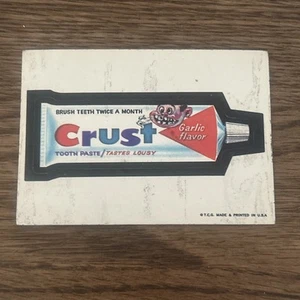 BRUSH TEETH TWICE A MONTH
Crust
Garlic
flavor
TOOTH PASTE/TASTES LOUSY
© T.C.G. MADE & PRINTED IN U.S.A